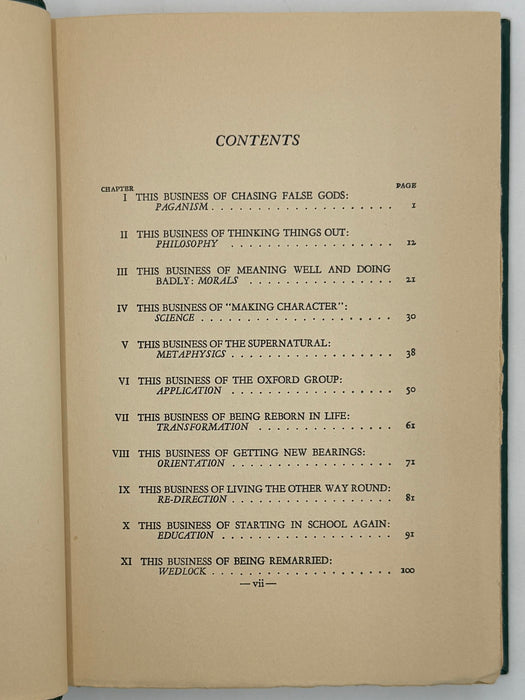 CONTENTS
CHAPTER PAGE
I THIS BUSINESS OF CHASING FALSE GODS:
PAGANISM . . . . . . . . . . . . . . . . . . . . 1
II THIS BUSINESS OF THINKING THINGS OUT:
PHILOSOPHY . . . . . . . . . . . . . . . . . . 12
III THIS BUSINESS OF MEANING WELL AND DOING
BADLY: MORALS . . . . . . . . . . . . . . . . 21
IV THIS BUSINESS OF "MAKING CHARACTER":
SCIENCE . . . . . . . . . . . . . . . . . . . . . 30
V THIS BUSINESS OF THE SUPERNATURAL:
METAPHYSICS . . . . . . . . . . . . . . . . . . 38
VI THIS BUSINESS OF THE OXFORD GROUP:
APPLICATION . . . . . . . . . . . . . . . . . . 50
VII THIS BUSINESS OF BEING REBORN IN LIFE:
TRANSFORMATION . . . . . . . . . . . . . . . 61
VIII THIS BUSINESS OF GETTING NEW BEARINGS:
ORIENTATION . . . . . . . . . . . . . . . . . . 71
IX THIS BUSINESS OF LIVING THE OTHER WAY ROUND:
RE-DIRECTION . . . . . . . . . . . . . . . . . 81
X THIS BUSINESS OF STARTING IN SCHOOL AGAIN:
EDUCATION . . . . . . . . . . . . . . . . . . . 91
XI THIS BUSINESS OF BEING REMARRIED:
WEDLOCK . . . . . . . . . . . . . . . . . . . . 100
— vii —